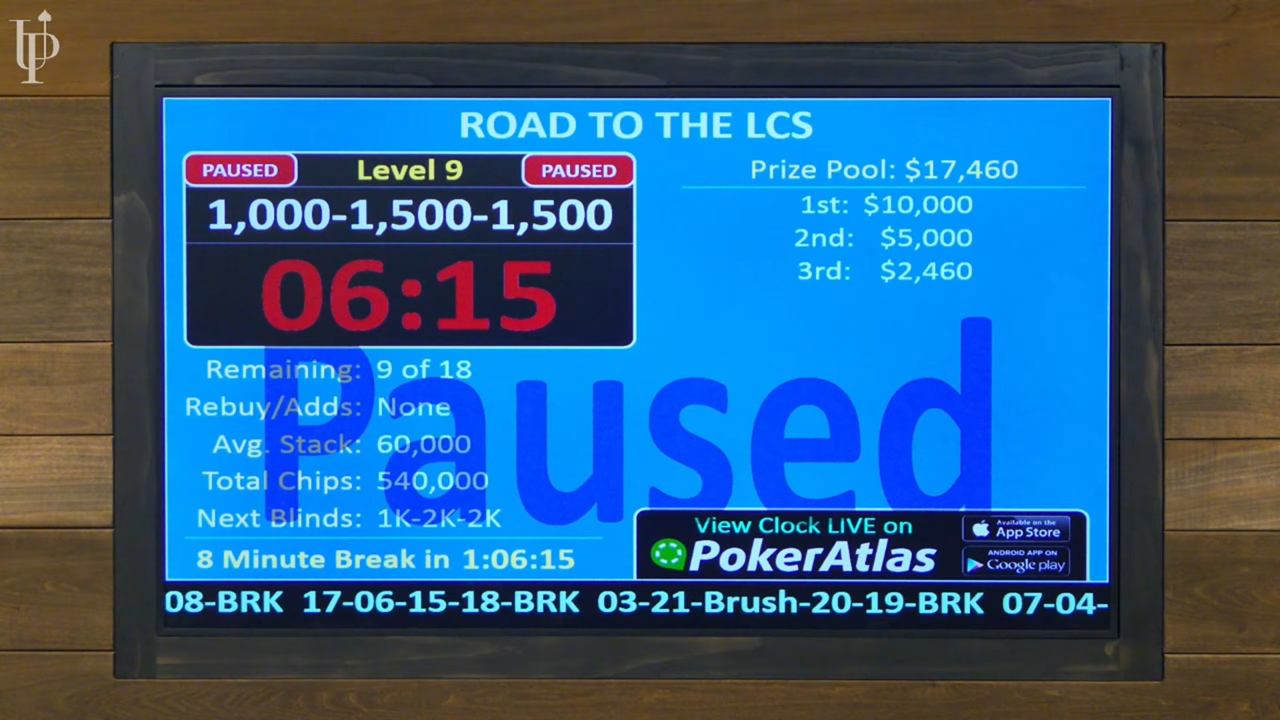 UP
ROAD TO THE LCS
PAUSED Level 9 PAUSED
1,000-1,500-1,500
06:15
Prize Pool: $17,460
1st: $10,000
2nd: $5,000
3rd: $2,460
Paused
Remaining: 9 of 18
Rebuy/Adds: None
Avg. Stack: 60,000
Total Chips: 540,000
Next Blinds: 1K-2K-2K
8 Minute Break in 1:06:15
View Clock LIVE on
PokerAtlas
Available on the
App Store
ANDROID APP ON
Google play
08-BRK 17-06-15-18-BRK 03-21-Brush-20-19-BRK 07-04-